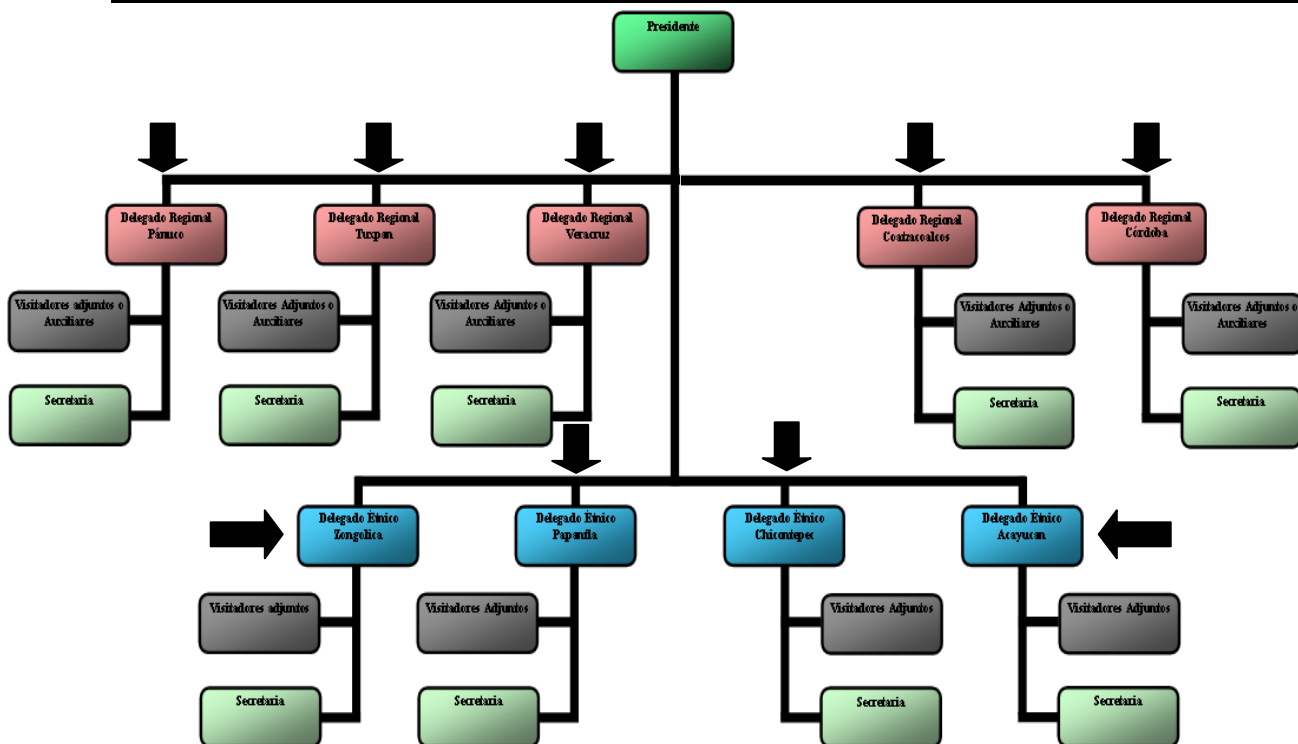 Presidente
Delegado Regional
Pánuco
Delegado Regional
Tuxpan
Delegado Regional
Veracruz
Delegado Regional
Coatzacoalcos
Delegado Regional
Córdoba
Visitadores adjuntos o
Auxiliares
Visitadores Adjuntos o
Auxiliares
Visitadores Adjuntos o
Auxiliares
Visitadores Adjuntos o
Auxiliares
Visitadores Adjuntos o
Auxiliares
Secretaria
Secretaria
Secretaria
Secretaria
Secretaria
Delegado Étnico
Zongolica
Delegado Étnico
Papantla
Delegado Étnico
Chicontepec
Delegado Étnico
Acayucan
Visitadores adjuntos
Visitadores Adjuntos
Visitadores Adjuntos
Visitadores Adjuntos
Secretaria
Secretaria
Secretaria
Secretaria